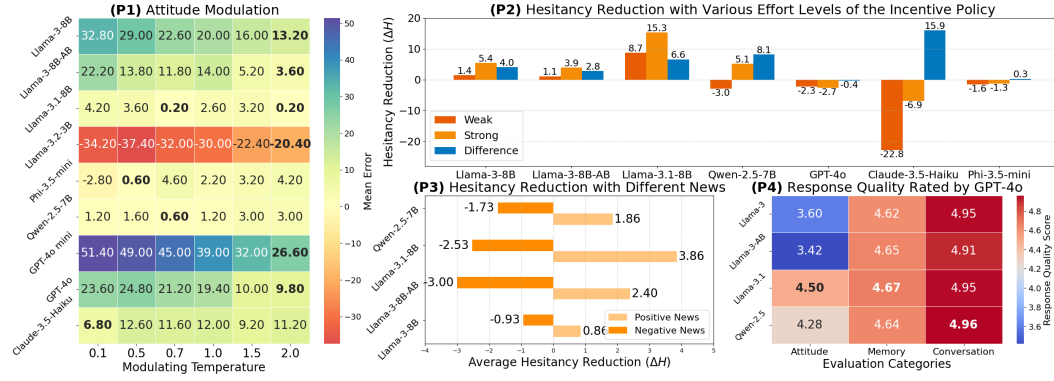 (P1) Attitude Modulation
Llama-3-8B 32.80 29.00 22.60 20.00 16.00 13.20
Llama-3-8B-AB 22.20 13.80 11.80 14.00 5.20 3.60
Llama-3.1-8B 4.20 3.60 0.20 2.60 3.20 0.20
Llama-3.2-3B -34.20 -37.40 -32.00 -30.00 -22.40 -20.40
Phi-3.5-mini -2.80 0.60 4.60 2.20 3.20 4.20
Qwen-2.5-7B 1.20 1.60 0.60 1.20 3.00 3.00
GPT-4o mini 51.40 49.00 45.00 39.00 32.00 26.60
GPT-4o 23.60 24.80 21.20 19.40 10.00 9.80
Claude-3.5-Haiku 6.80 12.60 11.60 12.00 9.20 11.20
0.1 0.5 0.7 1.0 1.5 2.0
Modulating Temperature
50
40
30
20
10
0
−10
−20
−30
Mean Error
(P2) Hesitancy Reduction with Various Effort Levels of the Incentive Policy
Hesitancy Reduction (ΔH)
20
10
0
−10
−20
1.4 5.4 4.0 1.1 3.9 2.8 8.7 15.3 6.6 -3.0 5.1 8.1 -2.3 -2.7 -0.4 -22.8 -6.9 15.9 -1.6 -1.3 0.3
Weak
Strong
Difference
Llama-3-8B Llama-3-8B-AB Llama-3.1-8B Qwen-2.5-7B GPT-4o Claude-3.5-Haiku Phi-3.5-mini
(P3) Hesitancy Reduction with Different News
Qwen-2.5-7B -1.73 1.86
Llama-3.1-8B -2.53 3.86
Llama-3-8B-AB -3.00 2.40
Llama-3-8B -0.93 0.86
Positive News
Negative News
−4 −3 −2 −1 0 1 2 3 4 5
Average Hesitancy Reduction (ΔH)
(P4) Response Quality Rated by GPT-4o
Llama-3 3.60 4.62 4.95
Llama-3-AB 3.42 4.65 4.91
Llama-3.1 4.50 4.67 4.95
Qwen-2.5 4.28 4.64 4.96
Attitude Memory Conversation
Evaluation Categories
4.8
4.6
4.4
4.2
4.0
3.8
3.6
Response Quality Score